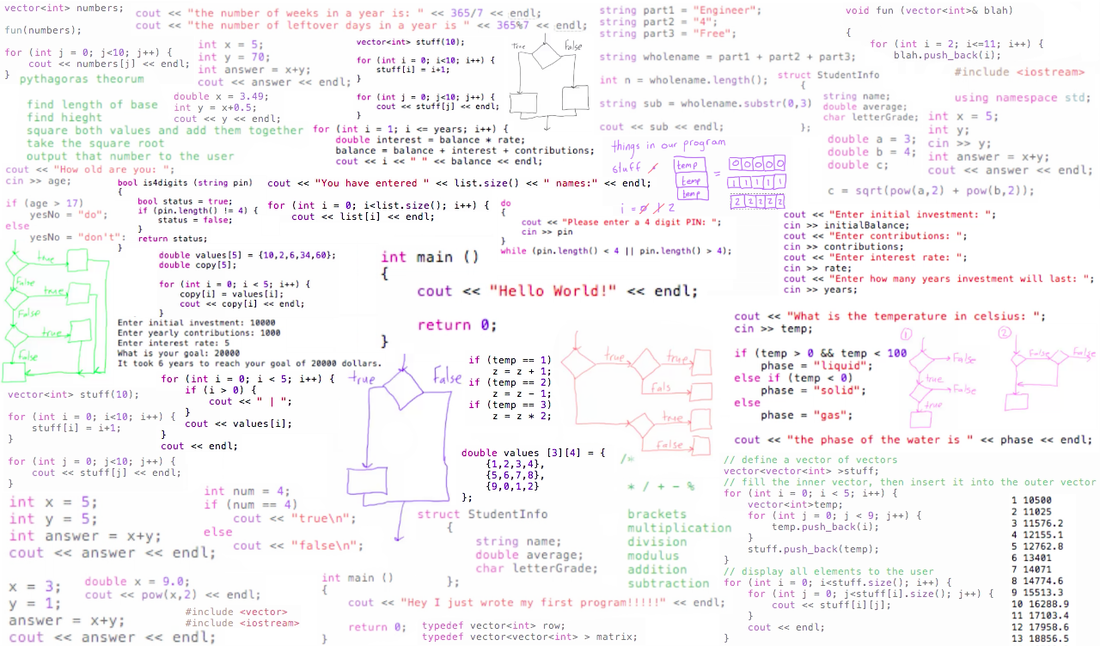 vector<int> numbers;
fun(numbers);
for (int j = 0; j<10; j++) {
cout << numbers[j] << endl;
}
cout << "the number of weeks in a year is: " << 365/7 << endl;
cout << "the number of leftover days in a year is " << 365%7 << endl;
int x = 5;
int y = 70;
int answer = x+y;
cout << answer << endl;
vector<int> stuff(10);
for (int i = 0; i<10; i++) {
stuff[i] = i+1;
}
for (int j = 0; j<10; j++) {
cout << stuff[j] << endl;
}
True
False
string part1 = "Engineer";
string part2 = "4";
string part3 = "Free";
string wholename = part1 + part2 + part3;
int n = wholename.length();
string sub = wholename.substr(0,3)
cout << sub << endl;
void fun (vector<int>& blah)
{
for (int i = 2; i<=11; i++) {
blah.push_back(i);
}
#include <iostream>
using namespace std;
struct StudentInfo
{
string name;
double average;
char letterGrade;
};
int x = 5;
int y;
cin >> y;
int answer = x+y;
cout << answer << endl;
double a = 3;
double b = 4;
double c;
c = sqrt(pow(a,2) + pow(b,2));
pythagoras theorum
find length of base
find hieght
square both values and add them together
take the square root
output that number to the user
double x = 3.49;
int y = x+0.5;
cout << y << endl;
for (int i = 1; i <= years; i++) {
double interest = balance * rate;
balance = balance + interest + contributions;
cout << i << " " << balance << endl;
things in our program
stuff
temp
temp
temp
=
0 0 0 0 0
1 1 1 1 1
2 2 2 2 2
i = 0 1 2
cout << "How old are you: ";
cin >> age;
if (age > 17)
yesNo = "do";
else
yesNo = "don't";
bool is4digits (string pin)
{
bool status = true;
if (pin.length() != 4) {
status = false;
}
return status;
}
cout << "You have entered " << list.size() << " names:" << endl;
for (int i = 0; i<list.size(); i++) {
cout << list[i] << endl;
}
do
{
cout << "Please enter a 4 digit PIN: ";
cin >> pin
}
while (pin.length() < 4 || pin.length() > 4);
cout << "Enter initial investment: ";
cin >> initialBalance;
cout << "Enter contributions: ";
cin >> contributions;
cout << "Enter interest rate: ";
cin >> rate;
cout << "Enter how many years investment will last: ";
cin >> years;
true
False
true
False
true
False
double values[5] = {10,2,6,34,60};
double copy[5];
for (int i = 0; i < 5; i++) {
copy[i] = values[i];
cout << copy[i] << endl;
}
int main ()
{
cout << "Hello World!" << endl;
return 0;
}
Enter initial investment: 10000
Enter yearly contributions: 1000
Enter interest rate: 5
What is your goal: 20000
It took 6 years to reach your goal of 20000 dollars.
cout << "What is the temperature in celsius: ";
cin >> temp;
if (temp > 0 && temp < 100
phase = "liquid";
else if (temp < 0)
phase = "solid";
else
phase = "gas";
cout << "the phase of the water is " << phase << endl;
1
False
true
False
true
2
False
False
vector<int> stuff(10);
for (int i = 0; i<10; i++) {
stuff[i] = i+1;
}
for (int j = 0; j<10; j++) {
cout << stuff[j] << endl;
}
for (int i = 0; i < 5; i++) {
if (i > 0) {
cout << " | ";
}
cout << values[i];
}
cout << endl;
true
False
if (temp == 1)
z = z + 1;
if (temp == 2)
z = z - 1;
if (temp == 3)
z = z * 2;
true
true
Fals
true
False
double values [3][4] = {
{1,2,3,4},
{5,6,7,8},
{9,0,1,2}
};
/*
* / + - %
brackets
multiplication
division
modulus
addition
subtraction
// define a vector of vectors
vector<vector<int> >stuff;
// fill the inner vector, then insert it into the outer vector
for (int i = 0; i < 5; i++) {
vector<int>temp;
for (int j = 0; j < 9; j++) {
temp.push_back(i);
}
stuff.push_back(temp);
}
// display all elements to the user
for (int i = 0; i<stuff.size(); i++) {
for (int j = 0; j<stuff[i].size(); j++) {
cout << stuff[i][j];
}
cout << endl;
}
1 10500
2 11025
3 11576.2
4 12155.1
5 12762.8
6 13401
7 14071
8 14774.6
9 15513.3
10 16288.9
11 17103.4
12 17958.6
13 18856.5
int x = 5;
int y = 5;
int answer = x+y;
cout << answer << endl;
int num = 4;
if (num == 4)
cout << "true\n";
else
cout << "false\n";
struct StudentInfo
{
string name;
double average;
char letterGrade;
};
x = 3;
y = 1;
answer = x+y;
cout << answer << endl;
double x = 9.0;
cout << pow(x,2) << endl;
#include <vector>
#include <iostream>
int main ()
{
cout << "Hey I just wrote my first program!!!!!" << endl;
return 0;
}
typedef vector<int> row;
typedef vector<vector<int> > matrix;